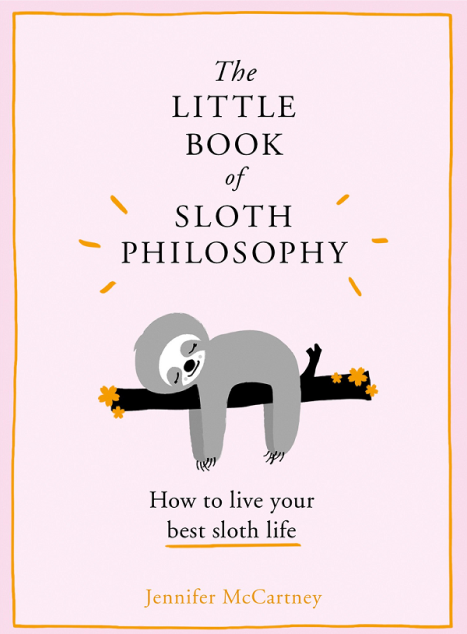 The
LITTLE
BOOK
of
SLOTH
PHILOSOPHY
How to live your
best sloth life
Jennifer McCartney